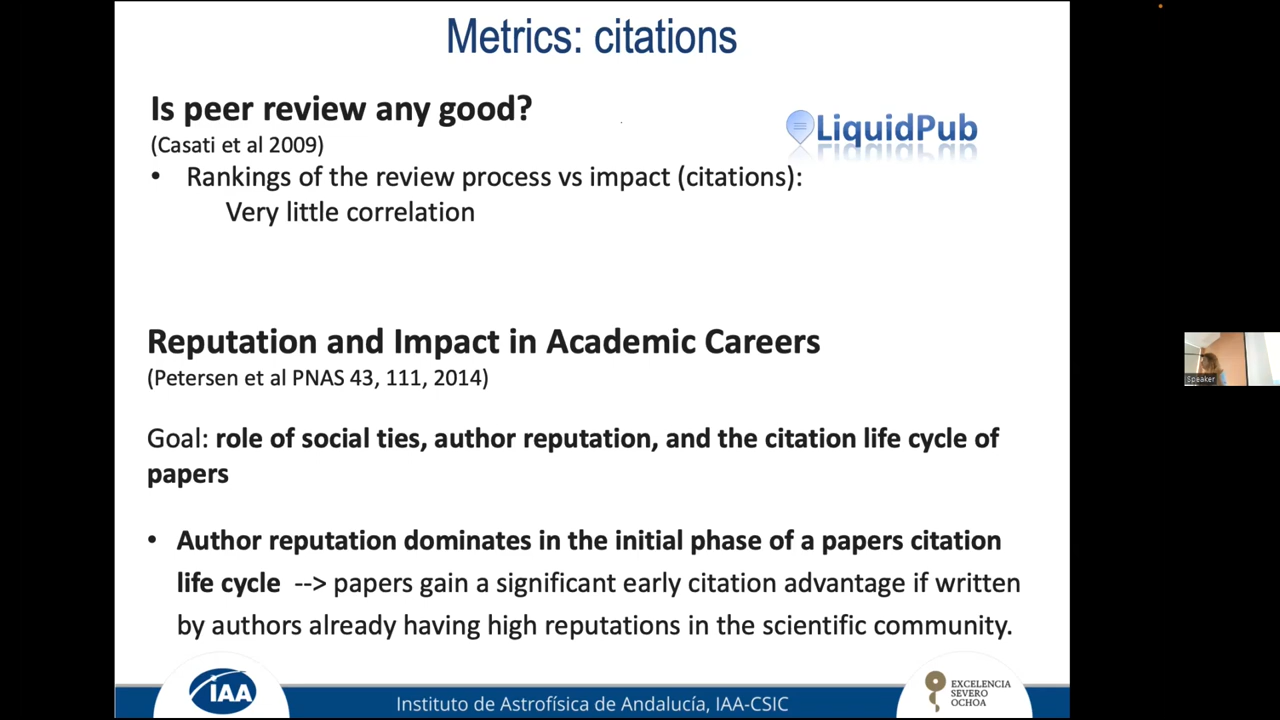 Metrics: citations
Is peer review any good?
(Casati et al 2009)
LiquidPub
• Rankings of the review process vs impact (citations):
Very little correlation
Reputation and Impact in Academic Careers
(Petersen et al PNAS 43, 111, 2014)
Goal: role of social ties, author reputation, and the citation life cycle of
papers
• Author reputation dominates in the initial phase of a papers citation
life cycle --> papers gain a significant early citation advantage if written
by authors already having high reputations in the scientific community.
IAA
Instituto de Astrofísica de Andalucía, IAA-CSIC
EXCELENCIA
SEVERO
OCHOA
Speaker